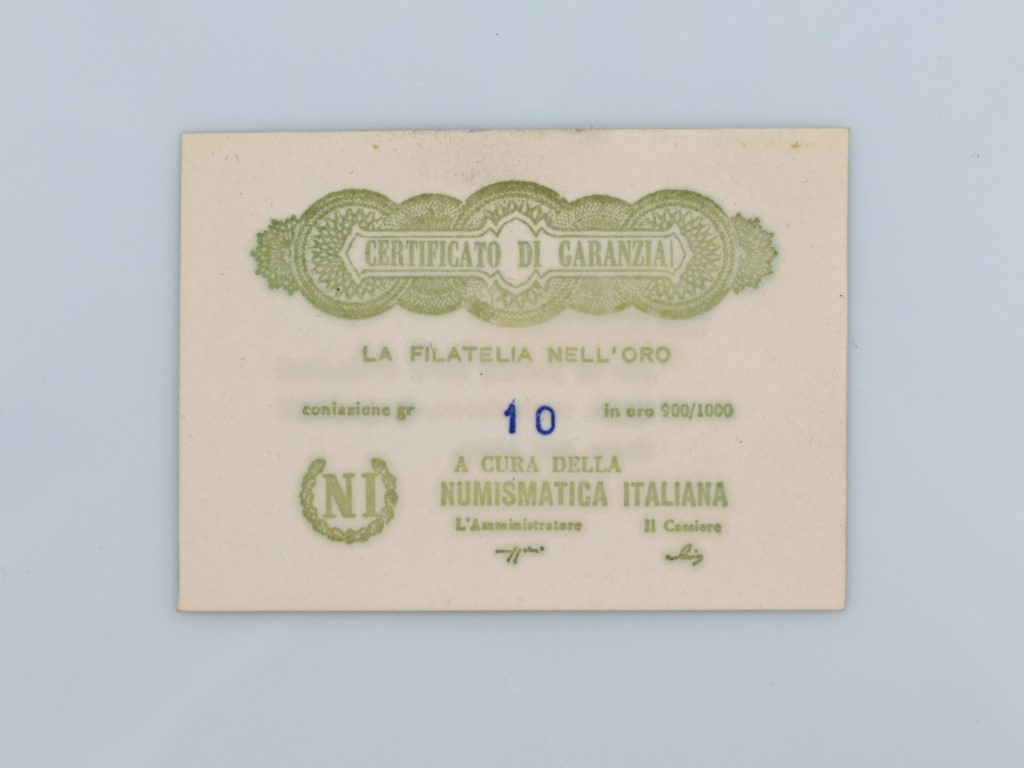 CERTIFICATO DI GARANZIA
LA FILATELIA NELL'ORO
coniazione gr 10 in oro 900/1000
A CURA DELLA
NI NUMISMATICA ITALIANA
L'Amministratore Il Cassiere